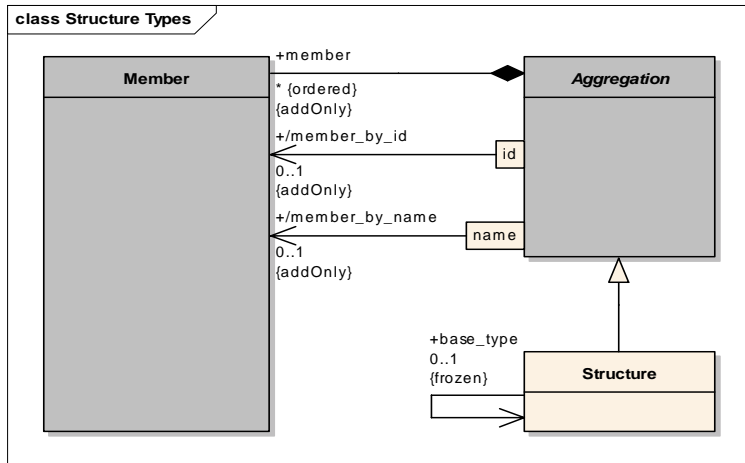 class Structure Types
Member
+member
* {ordered}
{addOnly}
Aggregation
+/member_by_id
id
0..1
{addOnly}
+/member_by_name
name
0..1
{addOnly}
+base_type
0..1
{frozen}
Structure